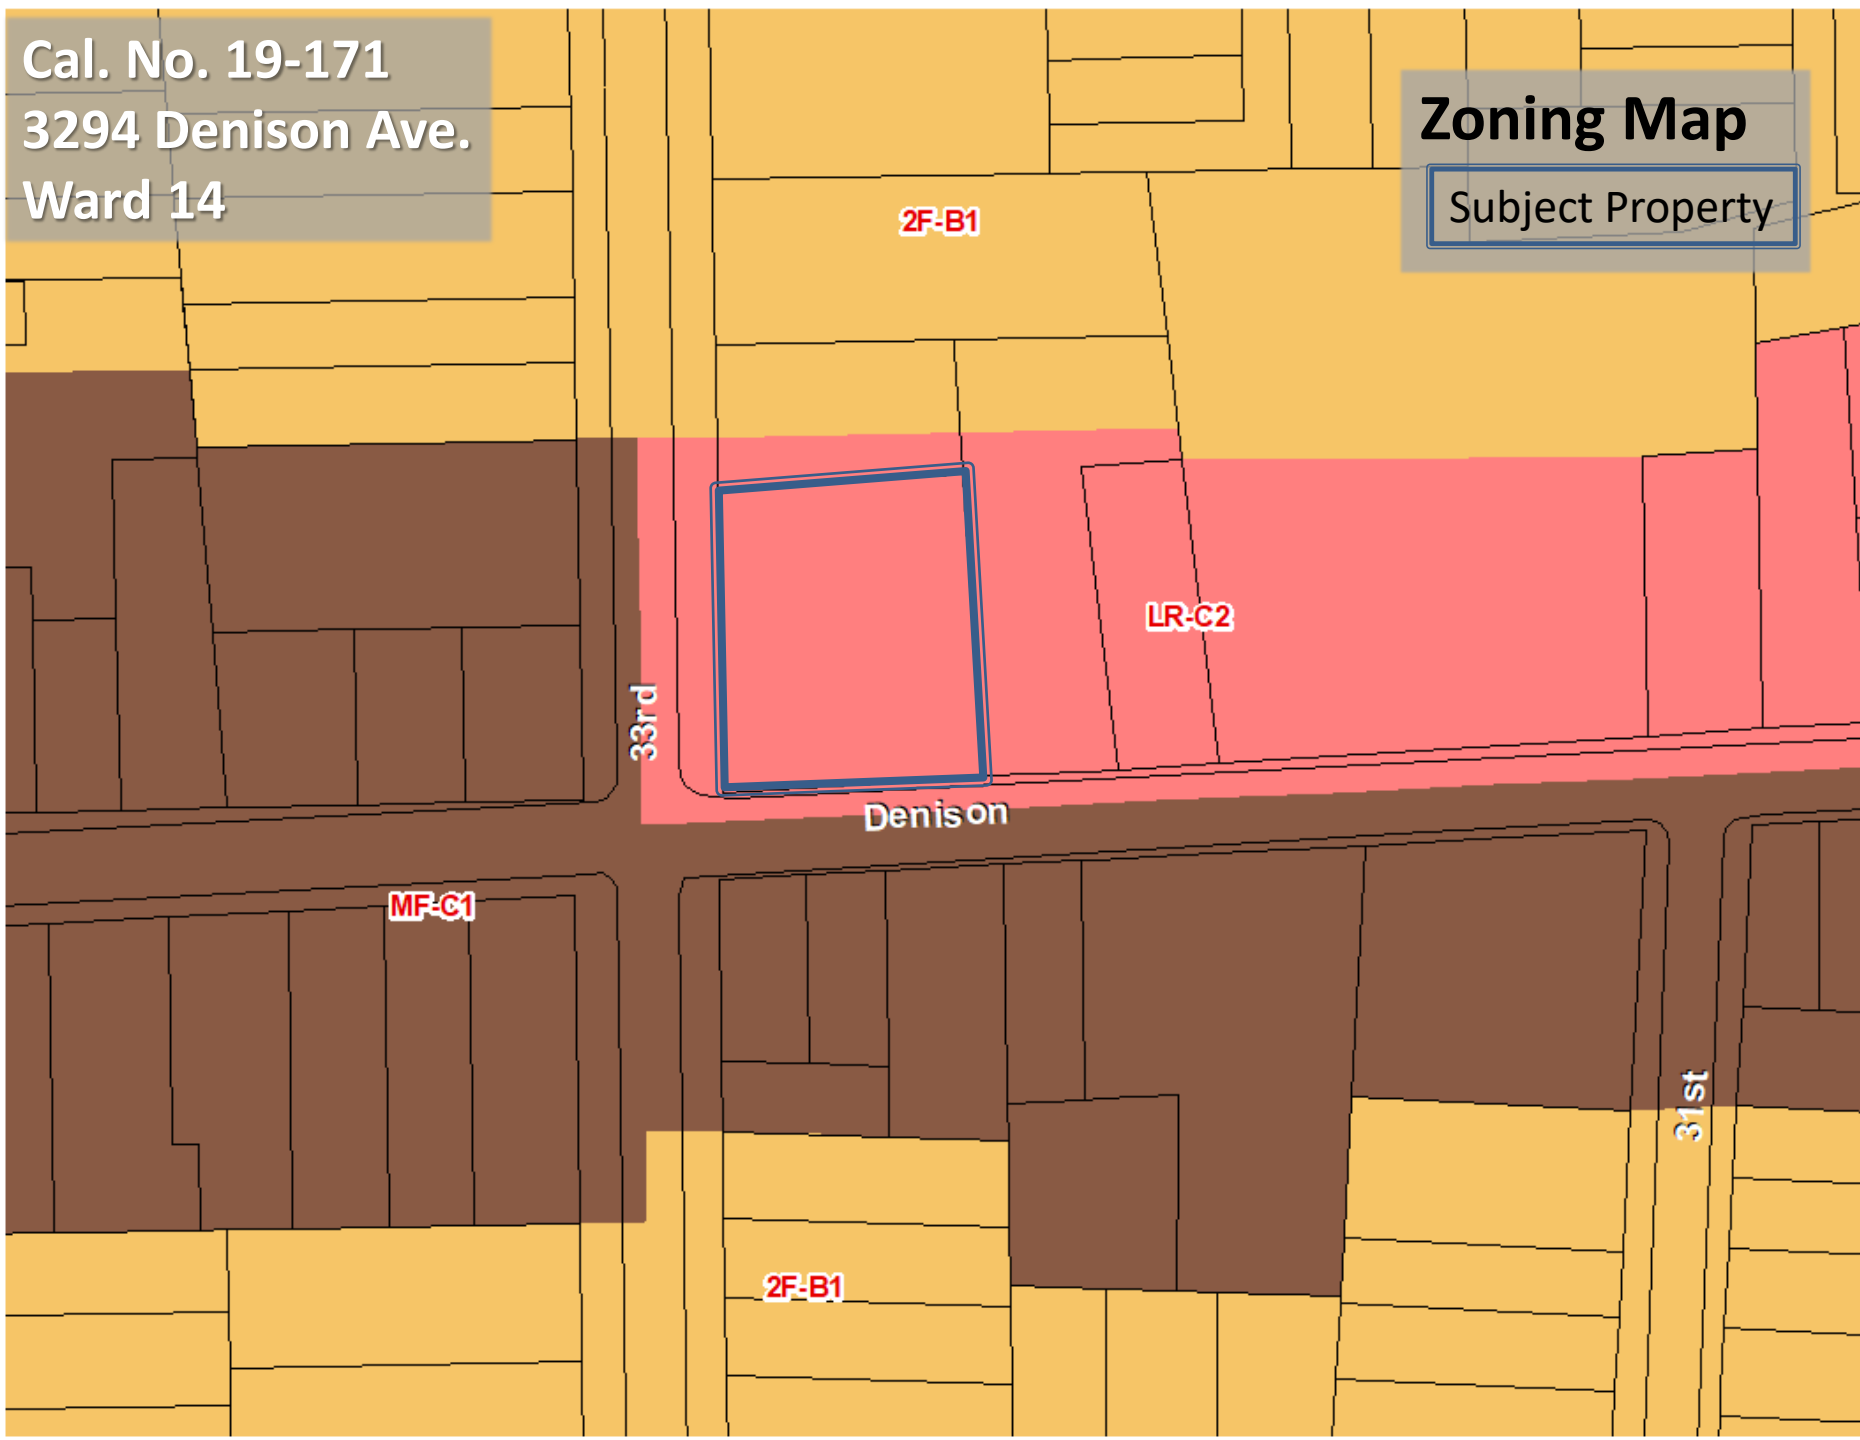 Cal. No. 19-171
3294 Denison Ave.
Ward 14
Zoning Map
Subject Property
2F-B1
LR-C2
33rd
Denison
MF-C1
31st
2F-B1